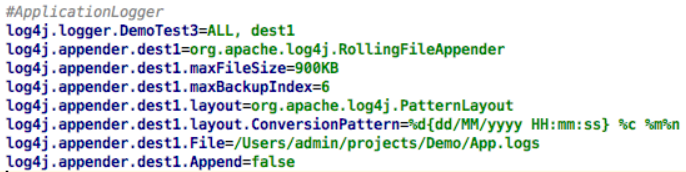 #ApplicationLogger
log4j.logger.DemoTest3=ALL, dest1
log4j.appender.dest1=org.apache.log4j.RollingFileAppender
log4j.appender.dest1.maxFileSize=900KB
log4j.appender.dest1.maxBackupIndex=6
log4j.appender.dest1.layout=org.apache.log4j.PatternLayout
log4j.appender.dest1.layout.ConversionPattern=%d{dd/MM/yyyy HH:mm:ss} %c %m%n
log4j.appender.dest1.File=/Users/admin/projects/Demo/App.logs
log4j.appender.dest1.Append=false